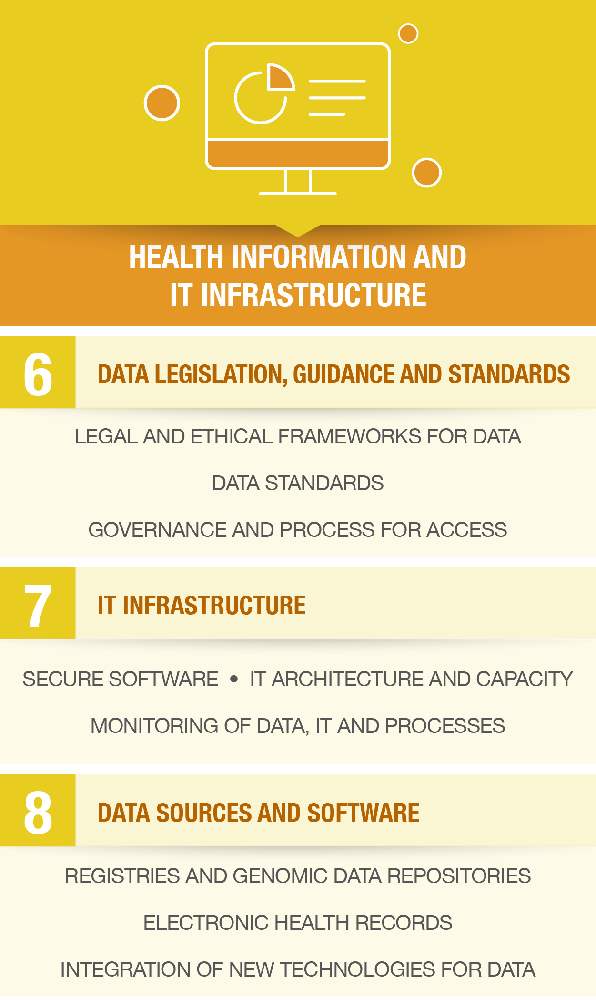 HEALTH INFORMATION AND
IT INFRASTRUCTURE
6
DATA LEGISLATION, GUIDANCE AND STANDARDS
LEGAL AND ETHICAL FRAMEWORKS FOR DATA
DATA STANDARDS
GOVERNANCE AND PROCESS FOR ACCESS
7
IT INFRASTRUCTURE
SECURE SOFTWARE • IT ARCHITECTURE AND CAPACITY
MONITORING OF DATA, IT AND PROCESSES
8
DATA SOURCES AND SOFTWARE
REGISTRIES AND GENOMIC DATA REPOSITORIES
ELECTRONIC HEALTH RECORDS
INTEGRATION OF NEW TECHNOLOGIES FOR DATA